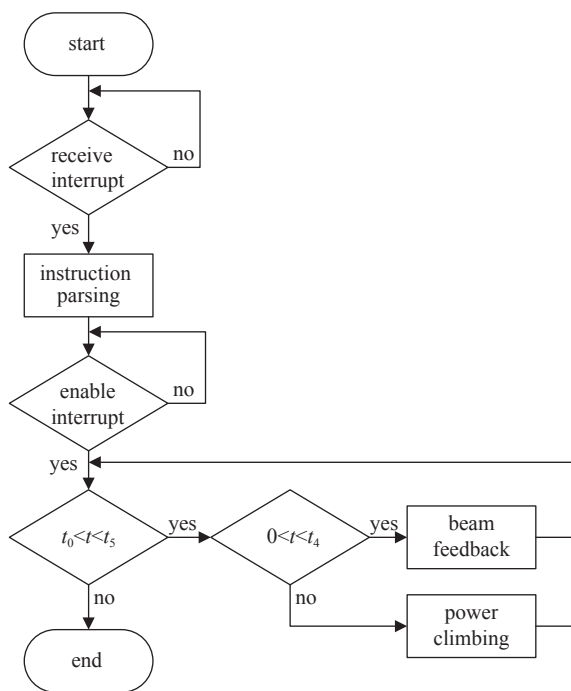 start
receive
interrupt
no
yes
instruction
parsing
enable
interrupt
no
yes
t₀<t<t₅
yes
0<t<t₄
yes
beam
feedback
no
no
power
climbing
end